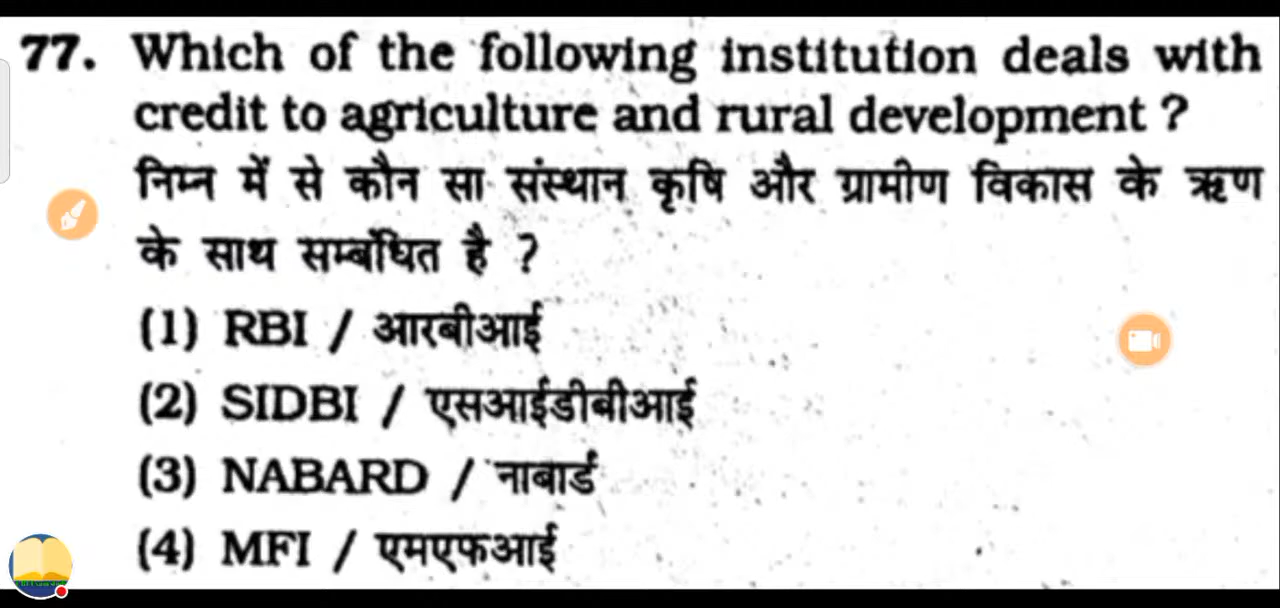 77. Which of the following institution deals with
credit to agriculture and rural development ?
निम्न में से कौन सा संस्थान कृषि और ग्रामीण विकास के ऋण
के साथ सम्बंधित है ?
(1) RBI / आरबीआई
(2) SIDBI / एसआईडीबीआई
(3) NABARD / नाबार्ड
(4) MFI / एमएफआई